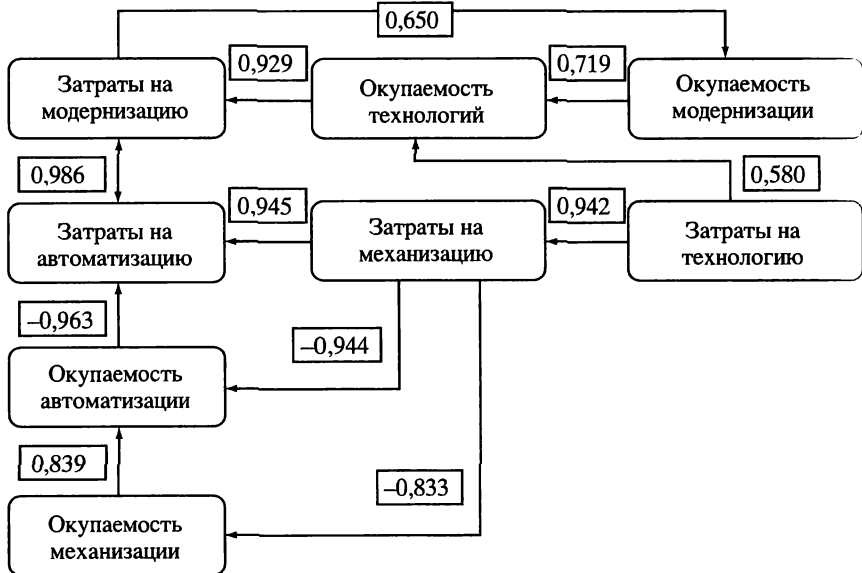 0,650
Затраты на
модернизацию
0,929
Окупаемость
технологий
0,719
Окупаемость
модернизации
0,986
0,580
Затраты на
автоматизацию
0,945
Затраты на
механизацию
0,942
Затраты на
технологию
–0,963
–0,944
Окупаемость
автоматизации
0,839
–0,833
Окупаемость
механизации